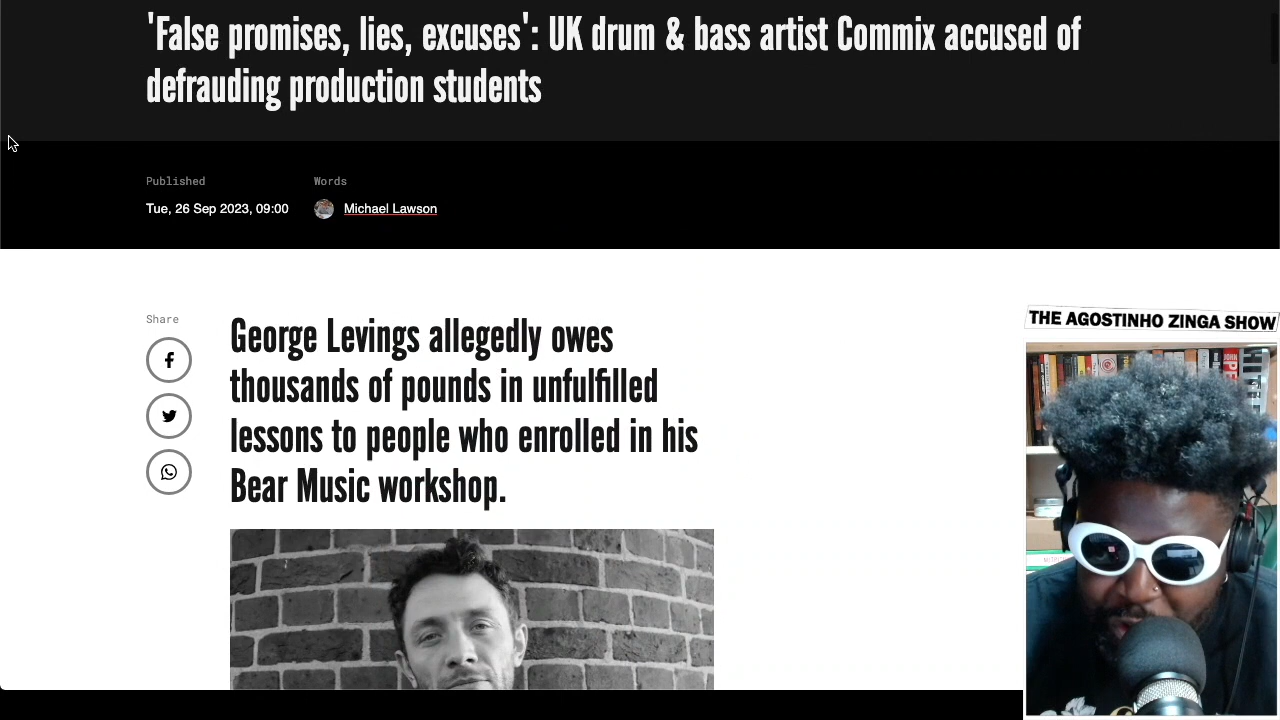 'False promises, lies, excuses': UK drum & bass artist Commix accused of
defrauding production students
Published
Words
Tue, 26 Sep 2023, 09:00
Michael Lawson
Share
George Levings allegedly owes
thousands of pounds in unfulfilled
lessons to people who enrolled in his
Bear Music workshop.
THE AGOSTINHO ZINGA SHOW